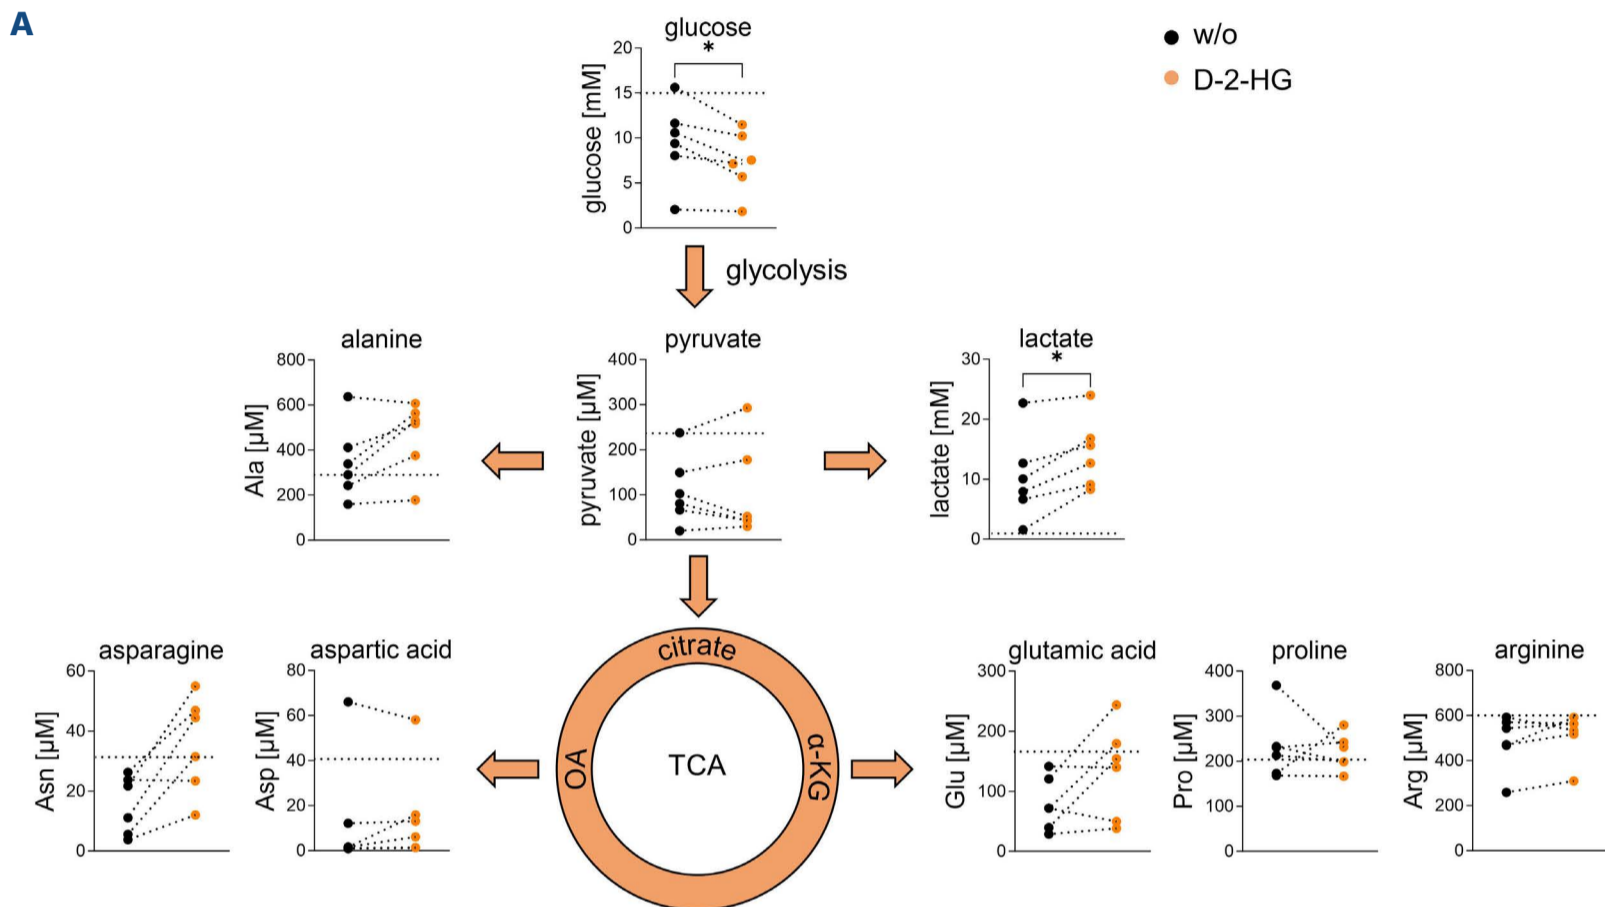 A
w/o
D-2-HG
glucose
*
glucose [mM]
20
15
10
5
0
glycolysis
alanine
Ala [µM]
800
600
400
200
0
pyruvate
pyruvate [µM]
400
300
200
100
0
lactate
*
lactate [mM]
30
20
10
0
asparagine
Asn [µM]
60
40
20
0
aspartic acid
Asp [µM]
80
60
40
20
0
citrate
OA
TCA
α-KG
glutamic acid
Glu [µM]
300
200
100
0
proline
Pro [µM]
400
300
200
100
0
arginine
Arg [µM]
800
600
400
200
0